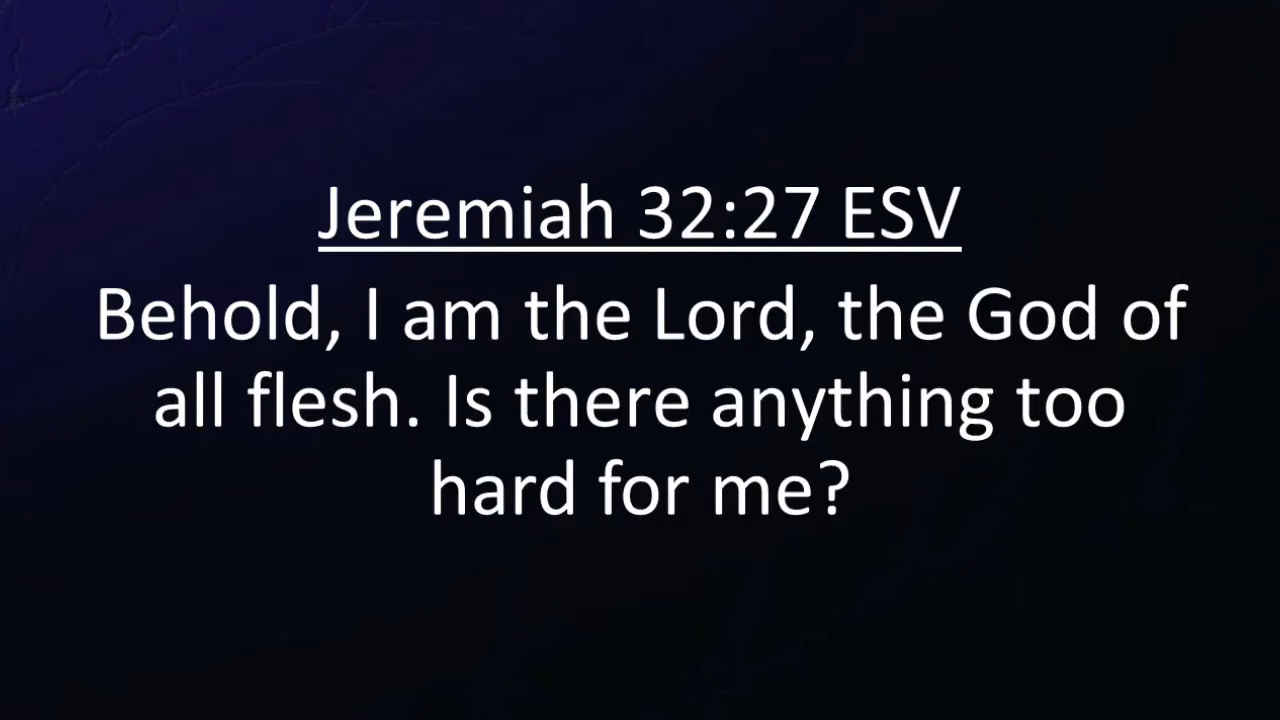 Jeremiah 32:27 ESV
Behold, I am the Lord, the God of
all flesh. Is there anything too
hard for me?